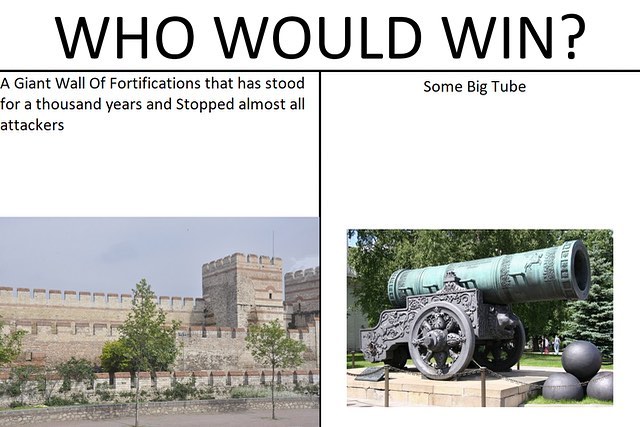 WHO WOULD WIN?
A Giant Wall Of Fortifications that has stood
for a thousand years and Stopped almost all
attackers
Some Big Tube